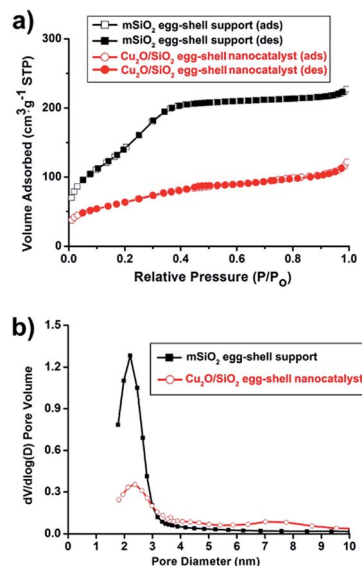 a)
mSiO₂ egg-shell support (ads)
mSiO₂ egg-shell support (des)
Cu₂O/SiO₂ egg-shell nanocatalyst (ads)
Cu₂O/SiO₂ egg-shell nanocatalyst (des)
Volume Adsorbed (cm³g⁻¹ STP)
300
200
100
0
0.0 0.2 0.4 0.6 0.8 1.0
Relative Pressure (P/P₀)
b)
mSiO₂ egg-shell support
Cu₂O/SiO₂ egg-shell nanocatalyst
dV/dlog(D) Pore Volume
1.5
1.2
0.9
0.6
0.3
0.0
0 1 2 3 4 5 6 7 8 9 10
Pore Diameter (nm)